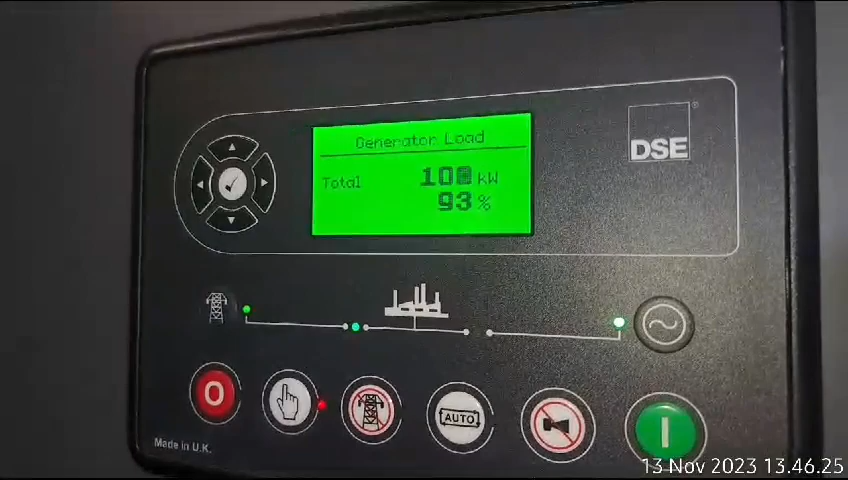 Generator Load
DSE
Total
kW
93 %
O
AUTO
I
Made in U.K.
13 Nov 2023 13.46.25